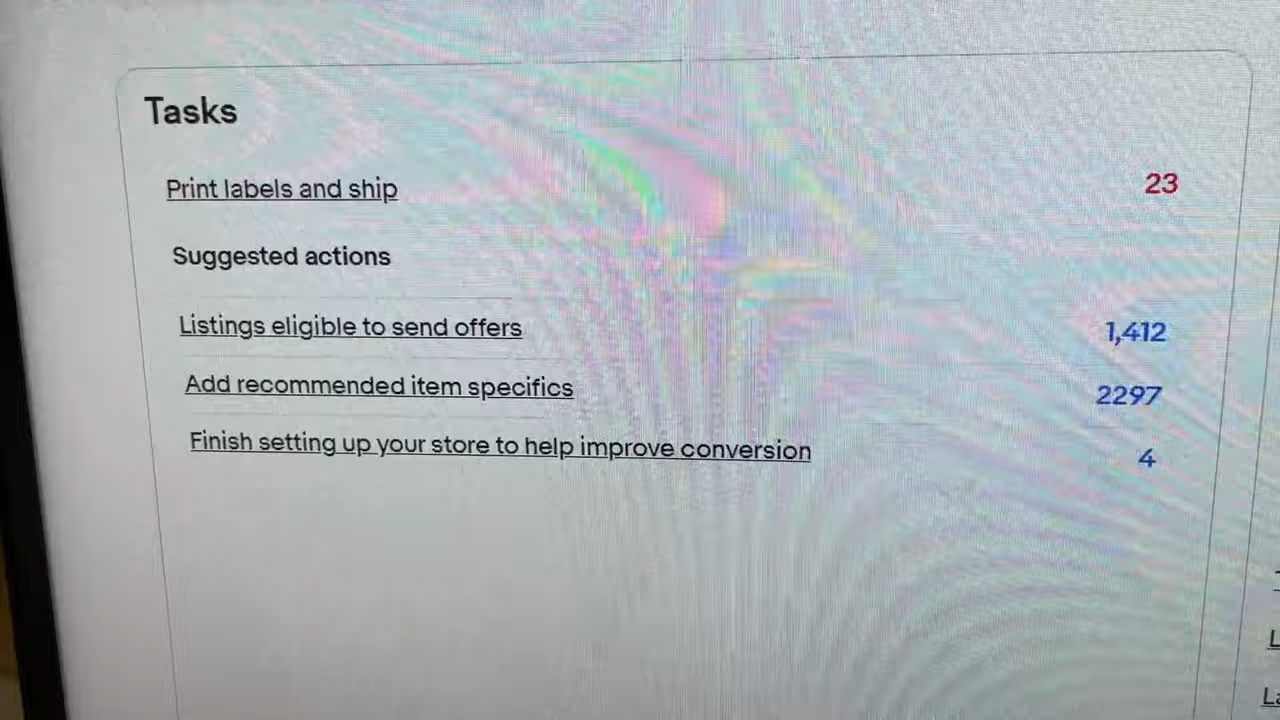 Tasks
Print labels and ship 23
Suggested actions
Listings eligible to send offers 1,412
Add recommended item specifics 2297
Finish setting up your store to help improve conversion 4